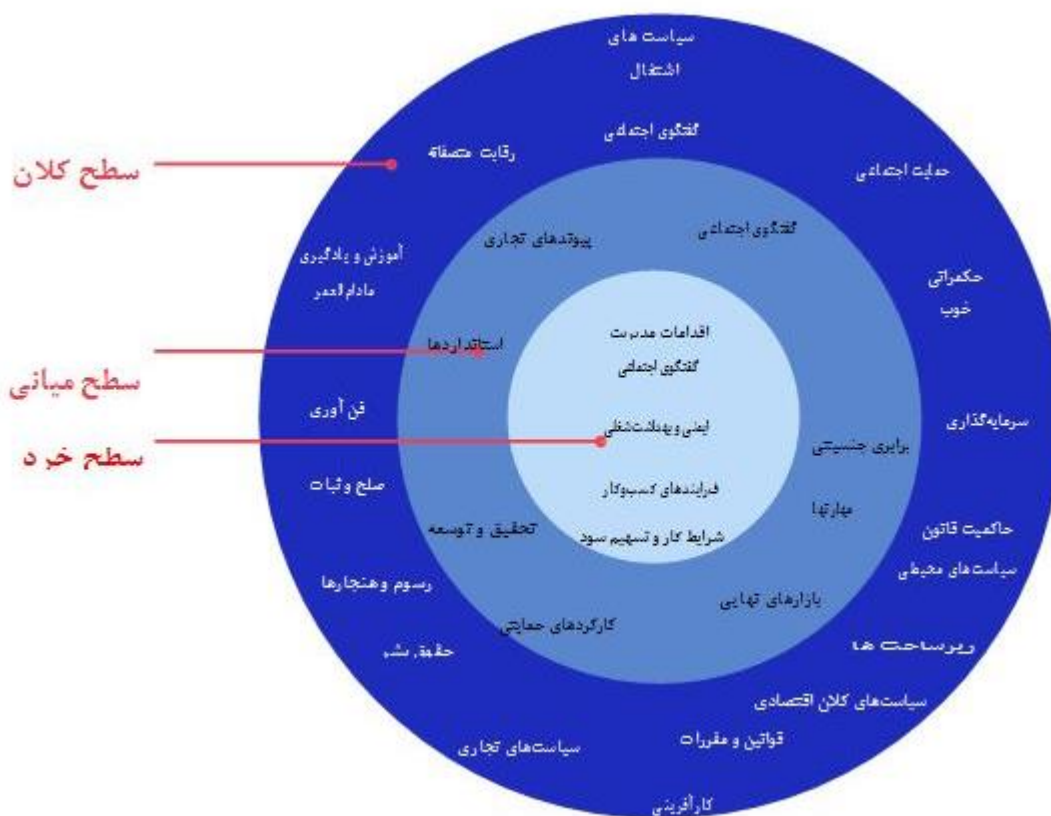 سیاست های
اشتغال
گفتگوی اجتماعی
رقابت منصفانه
حمایت اجتماعی
سطح کلان
پیوندهای تجاری
گفتگوی اجتماعی
آموزش و یادگیری
مادام العمر
حکمرانی
خوب
اقدامات مدیریت
استانداردها
گفتگوی اجتماعی
سطح میانی
فن آوری
سرمایه‌گذاری
ایمنی و بهداشت شغلی
برابری جنسیتی
سطح خرد
صلح و ثبات
فرایندهای کسب‌وکار
مهارتها
تحقیق و توسعه
شرایط کار و تسهیم سود
حاکمیت قانون
سیاست‌های محیطی
رسوم و هنجارها
بازارهای نهایی
کارکردهای حمایتی
زیرساخت ها
حقوق بشر
سیاست‌های کلان اقتصادی
قوانین و مقررات
سیاست‌های تجاری
کارآفرینی